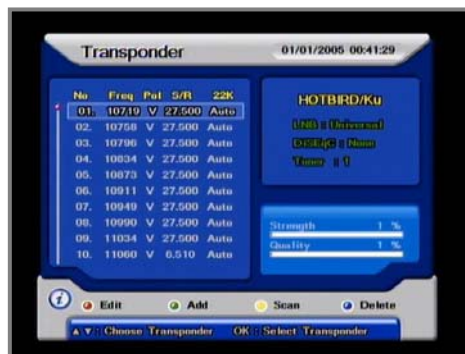 Transponder
01/01/2005 00:41:29
No Freq Pol S/R 22K
01. 10719 V 27.500 Auto
02. 10758 V 27.500 Auto
03. 10796 V 27.500 Auto
04. 10834 V 27.500 Auto
05. 10873 V 27.500 Auto
06. 10911 V 27.500 Auto
07. 10949 V 27.500 Auto
08. 10990 V 27.500 Auto
09. 11034 V 27.500 Auto
10. 11060 V 6.510 Auto
HOTBIRD/Ku
LNB : Universal
DiSEqC : None
Tuner : 1
Strength 1 %
Quality 1 %
i
Edit Add Scan Delete
▲▼: Choose Transponder OK : Select Transponder